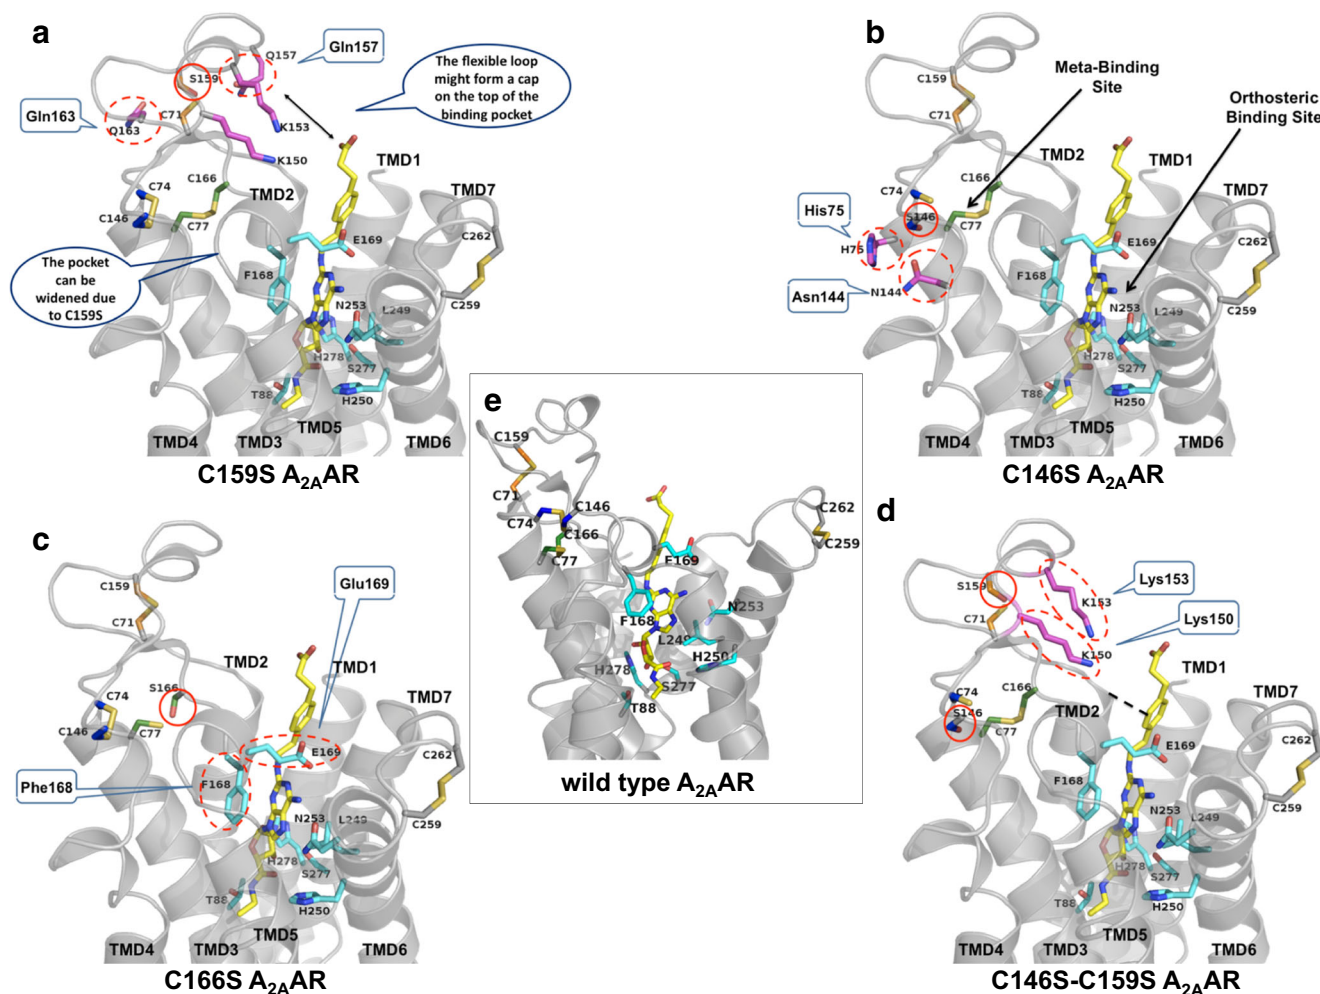 a
Q157
Gln157
S159
The flexible loop
might form a cap
on the top of the
binding pocket
Gln163
Q163
C71
K153
K150
TMD1
C166
TMD2
TMD7
C74
C146
C77
E169
C262
The pocket
can be
widened due
to C159S
F168
N253
L249
C259
H278
S277
T88
H250
TMD5
TMD4
TMD3
TMD6
C159S A2AAR
b
C159
Meta-Binding
Site
C71
Orthosteric
Binding Site
TMD2
TMD1
C166
TMD7
C74
His75
S146
C77
H75
E169
C262
F168
Asn144
N144
N253
L249
C259
H278
S277
T88
H250
TMD5
TMD4
TMD3
TMD6
C146S A2AAR
e
C159
C71
C74
C146
C166
C77
C262
C259
E169
F168
N253
L249
H250
H278
S277
T88
wild type A2AAR
c
C159
Glu169
C71
TMD2
TMD1
S166
TMD7
C74
C146
C77
E169
C262
Phe168
F168
N253
L249
C259
H278
S277
T88
H250
TMD5
TMD4
TMD3
TMD6
C166S A2AAR
d
Lys153
S159
K153
C71
Lys150
K150
TMD1
C74
C166
TMD7
S146
TMD2
C77
E169
C262
F168
N253
L249
C259
H278
S277
T88
H250
TMD5
TMD4
TMD3
TMD6
C146S-C159S A2AAR